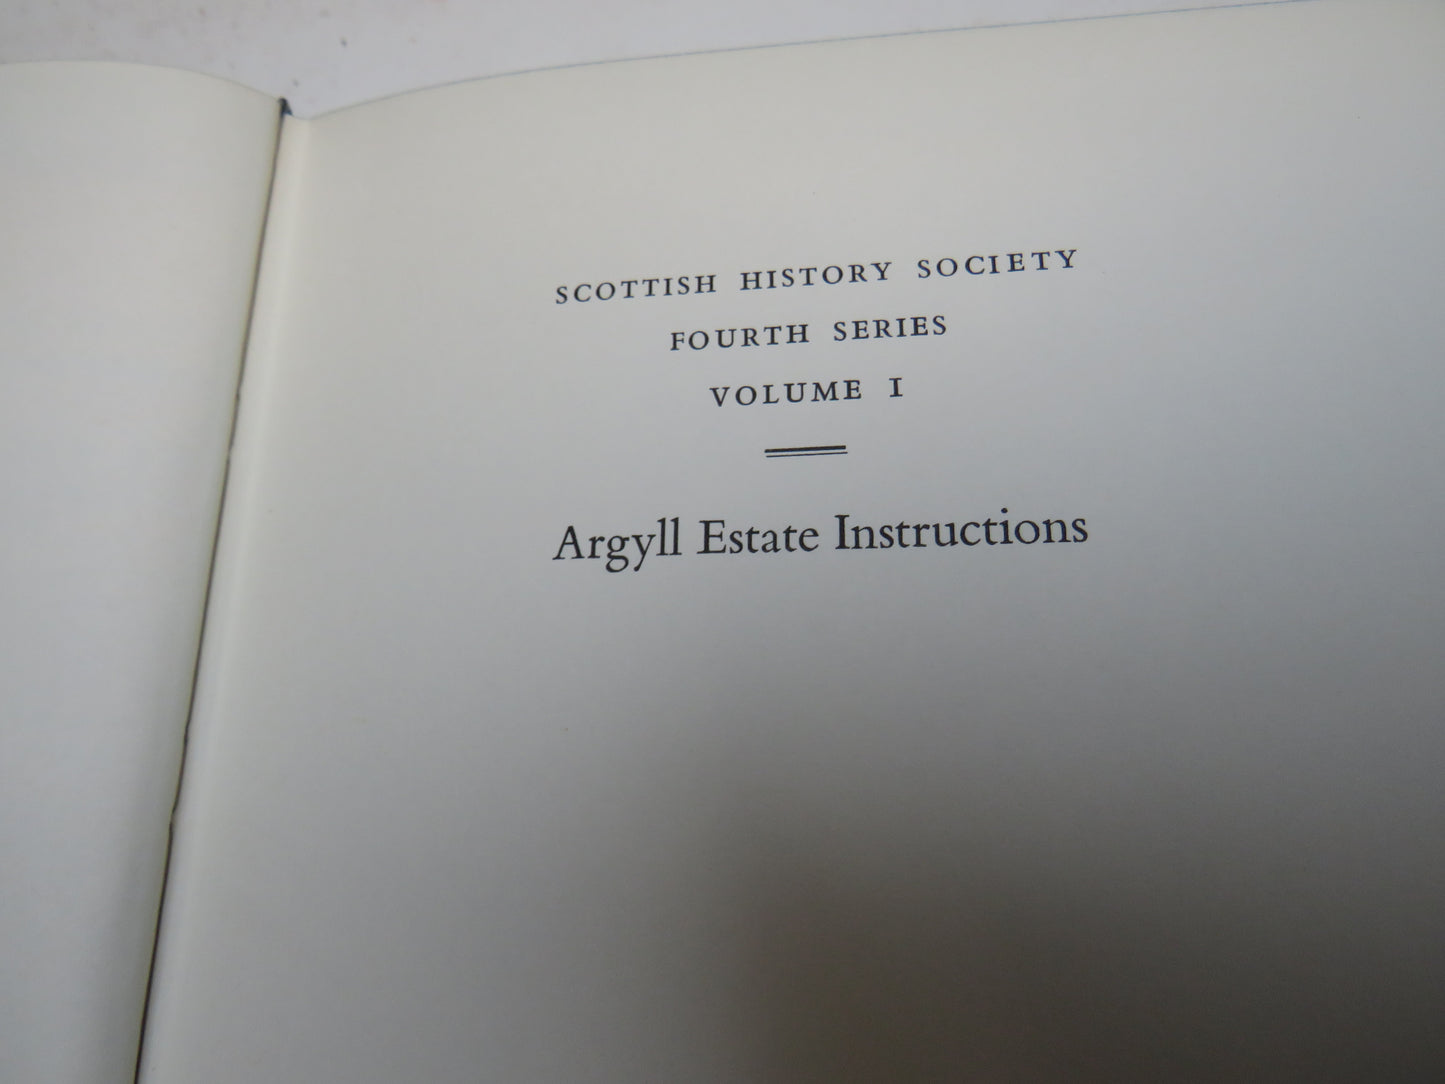 SCOTTISH HISTORY SOCIETY
FOURTH SERIES
VOLUME I
Argyll Estate Instructions